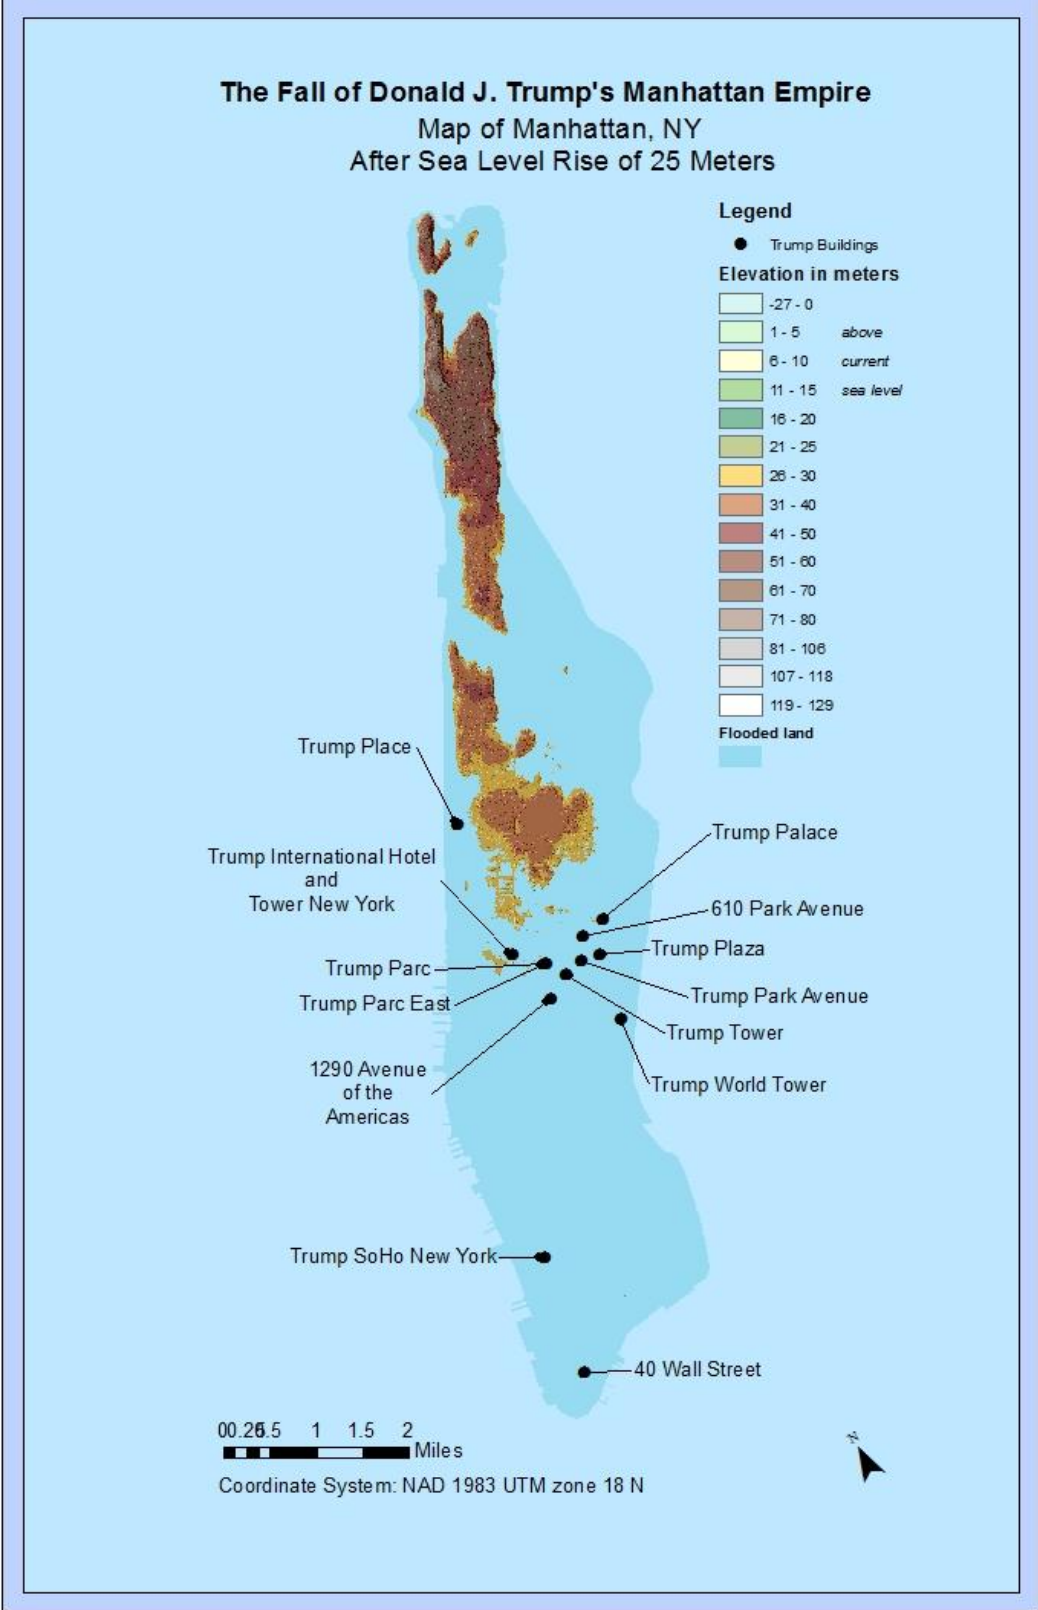 The Fall of Donald J. Trump's Manhattan Empire
Map of Manhattan, NY
After Sea Level Rise of 25 Meters
Legend
Trump Buildings
Elevation in meters
-27 - 0
1 - 5 above
6 - 10 current
11 - 15 sea level
16 - 20
21 - 25
26 - 30
31 - 40
41 - 50
51 - 60
61 - 70
71 - 80
81 - 106
107 - 118
119 - 129
Flooded land
Trump Place
Trump Palace
Trump International Hotel
and
Tower New York
610 Park Avenue
Trump Plaza
Trump Parc
Trump Park Avenue
Trump Parc East
Trump Tower
1290 Avenue
of the
Americas
Trump World Tower
Trump SoHo New York
40 Wall Street
1 1.5 2
Miles
Coordinate System: NAD 1983 UTM zone 18 N
N